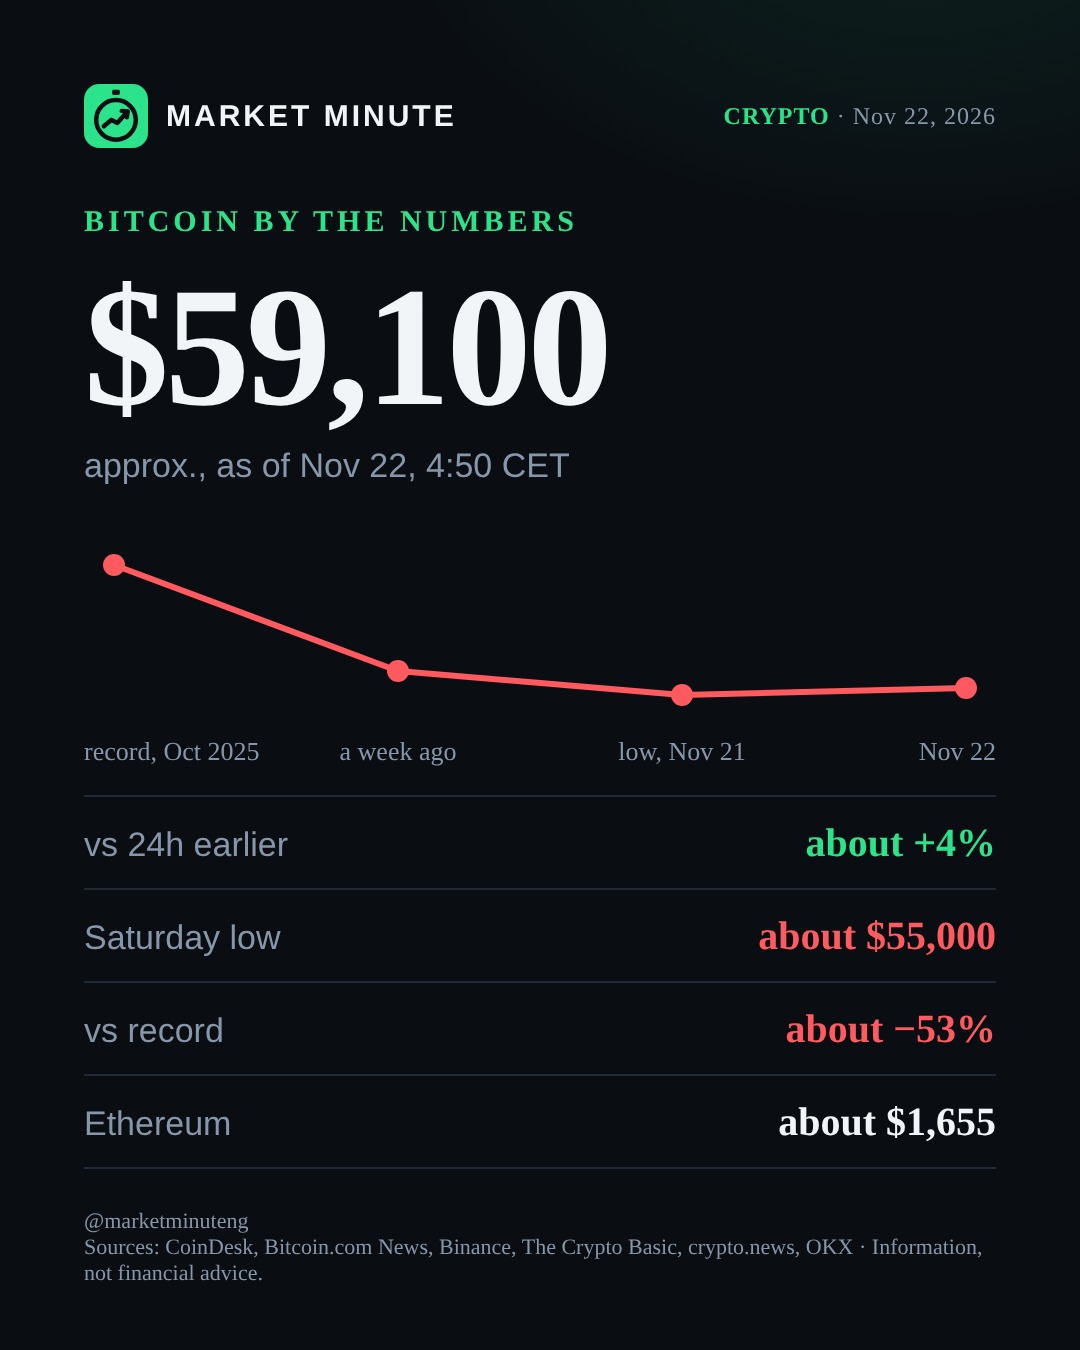 MARKET MINUTE
CRYPTO · Nov 22, 2026
BITCOIN BY THE NUMBERS
$59,100
approx., as of Nov 22, 4:50 CET
record, Oct 2025
a week ago
low, Nov 21
Nov 22
vs 24h earlier
about +4%
Saturday low
about $55,000
vs record
about −53%
Ethereum
about $1,655
@marketminuteng
Sources: CoinDesk, Bitcoin.com News, Binance, The Crypto Basic, crypto.news, OKX · Information,
not financial advice.